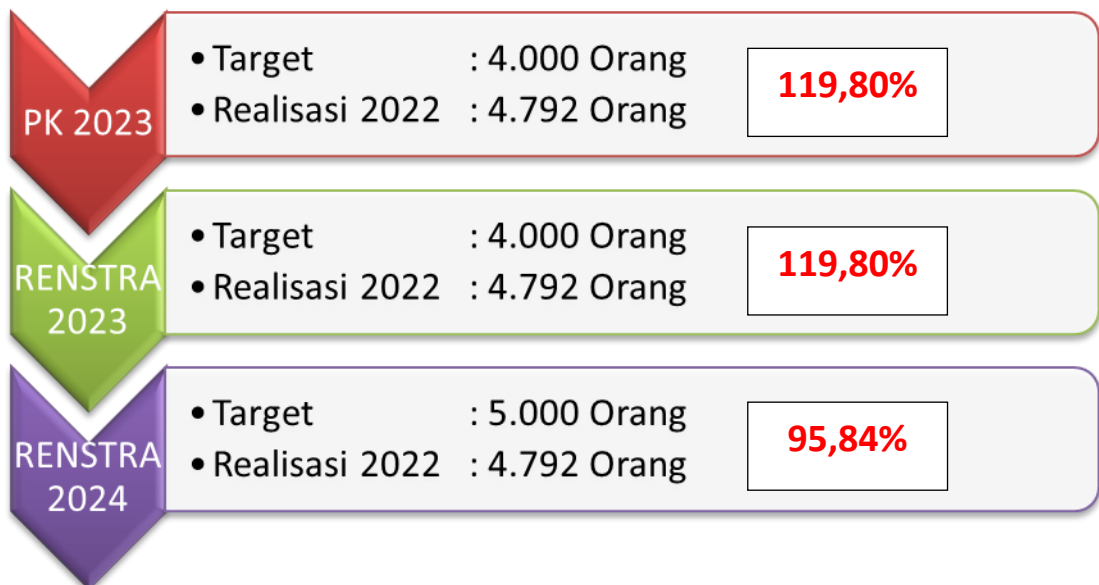 PK 2023
• Target : 4.000 Orang
• Realisasi 2022 : 4.792 Orang
119,80%
RENSTRA
2023
• Target : 4.000 Orang
• Realisasi 2022 : 4.792 Orang
119,80%
RENSTRA
2024
• Target : 5.000 Orang
• Realisasi 2022 : 4.792 Orang
95,84%